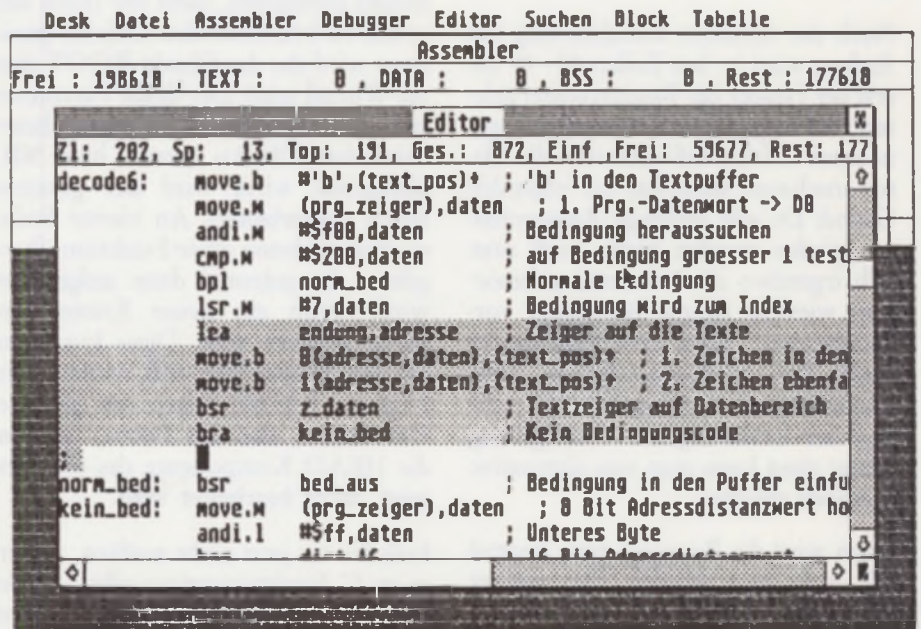 Desk Datei Assembler Debugger Editor Suchen Block Tabelle
Assembler
Frei : 198618 , TEXT : 0 , DATA : 0 , BSS : 0 , Rest : 177618
Editor
Zl: 202, Sp: 13, Top: 191, Ges.: 872, Einf ,Frei: 59677, Rest: 177
decode6: move.b #'b' (text_pos)+ ; 'b' in den Textpuffer
move.w (prg_zeiger),daten ; 1. Prg.-Datenwort -> D0
andi.w #$f00,daten ; Bedingung heraussuchen
cmp.w #$200,daten ; auf Bedingung groesser 1 test
bpl norm_bed ; Normale Bedingung
lsr.w #7,daten ; Bedingung wird zum Index
lea endung,adresse ; Zeiger auf die Texte
move.b 0(adresse,daten),(text_pos)+ ; 1. Zeichen in den
move.b 1(adresse,daten),(text_pos)+ ; 2. Zeichen ebenfa
bsr z_daten ; Textzeiger auf Datenbereich
bra kein_bed ; Kein Bedingungscode
;
norm_bed: bsr bed_aus ; Bedingung in den Puffer einfu
kein_bed: move.w (prg_zeiger),daten ; 8 Bit Adressdistanzwert ho
andi.l #$ff,daten ; Unteres Byte